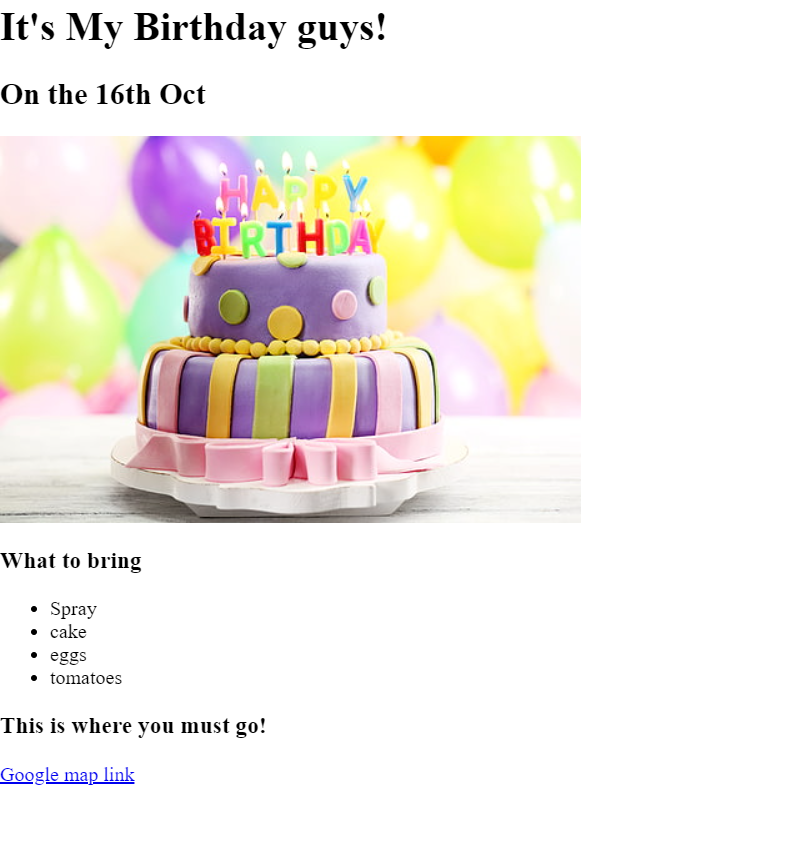 It's My Birthday guys!
On the 16th Oct
HAPPY
BIRTHDAY
What to bring
Spray
cake
eggs
tomatoes
This is where you must go!
Google map link